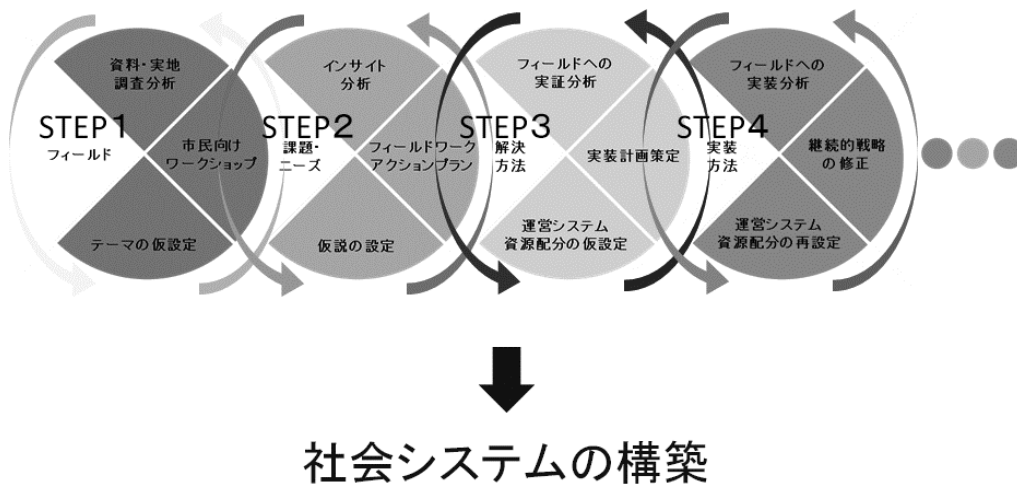 資料・実地
調査分析
STEP1
フィールド
市民向け
ワークショップ
テーマの仮設定
インサイト
分析
STEP2
課題・
ニーズ
フィールドワーク
アクションプラン
仮説の設定
フィールドへの
実証分析
STEP3
解決
方法
実装計画策定
運営システム
資源配分の仮設定
フィールドへの
実装分析
STEP4
実装
方法
継続的戦略
の修正
運営システム
資源配分の再設定
社会システムの構築